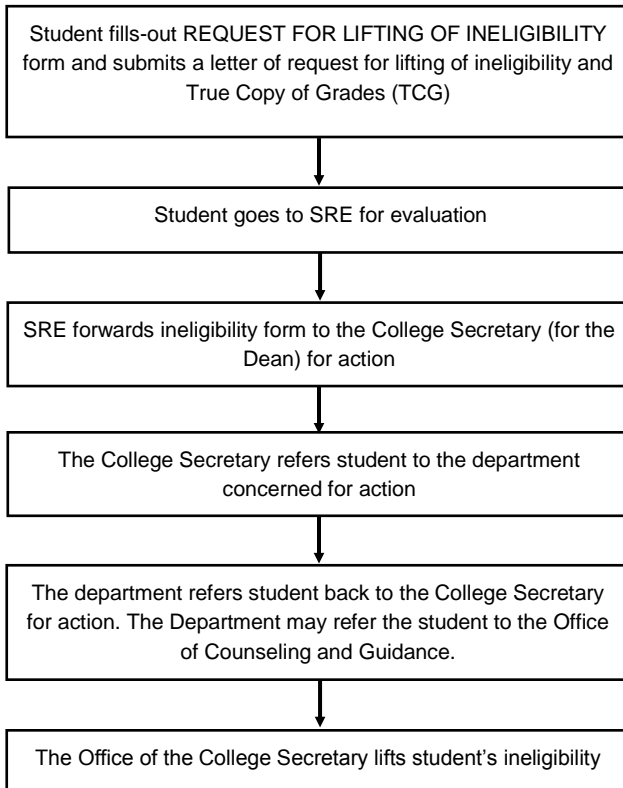 Student fills-out REQUEST FOR LIFTING OF INELIGIBILITY
form and submits a letter of request for lifting of ineligibility and
True Copy of Grades (TCG)
Student goes to SRE for evaluation
SRE forwards ineligibility form to the College Secretary (for the
Dean) for action
The College Secretary refers student to the department
concerned for action
The department refers student back to the College Secretary
for action. The Department may refer the student to the Office
of Counseling and Guidance.
The Office of the College Secretary lifts student’s ineligibility